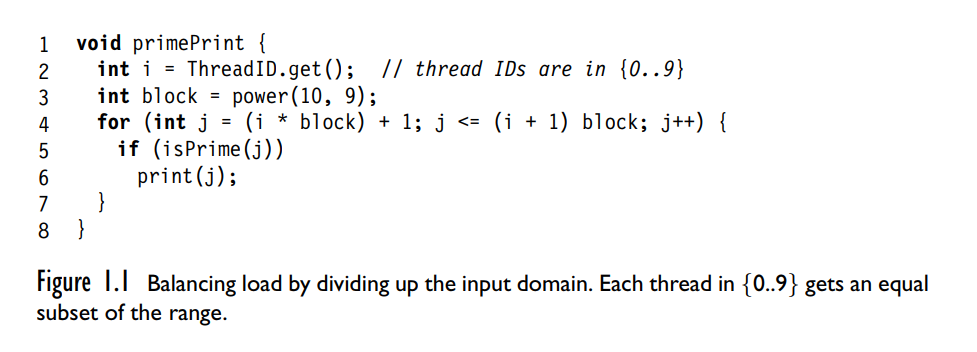 1 void primePrint {
2 int i = ThreadID.get(); // thread IDs are in {0..9}
3 int block = power(10, 9);
4 for (int j = (i * block) + 1; j <= (i + 1) block; j++) {
5 if (isPrime(j))
6 print(j);
7 }
8 }
Figure 1.1 Balancing load by dividing up the input domain. Each thread in {0..9} gets an equal
subset of the range.